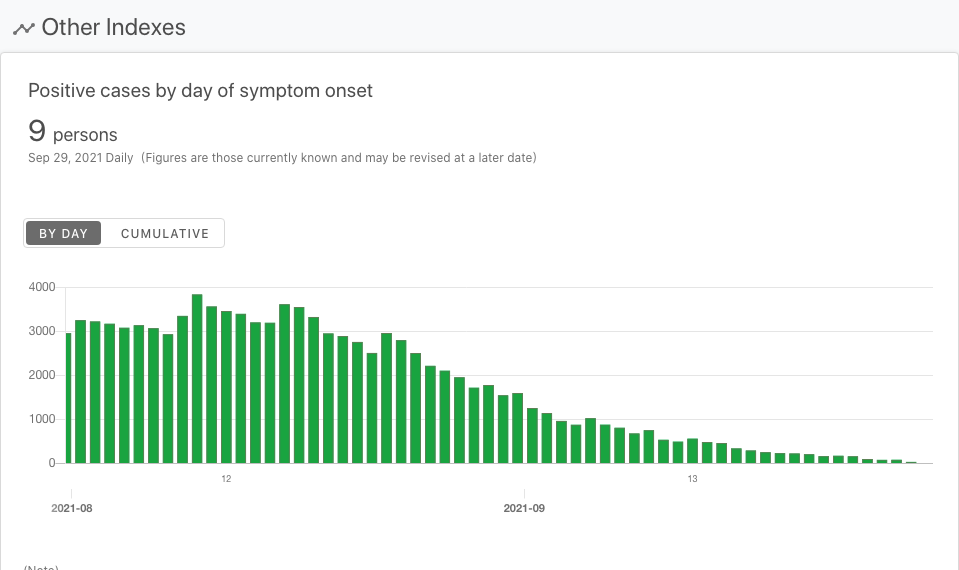 Other Indexes
Positive cases by day of symptom onset
9 persons
Sep 29, 2021 Daily (Figures are those currently known and may be revised at a later date)
BY DAY CUMULATIVE
4000
3000
2000
1000
0
12 13
2021-08 2021-09
(Note)